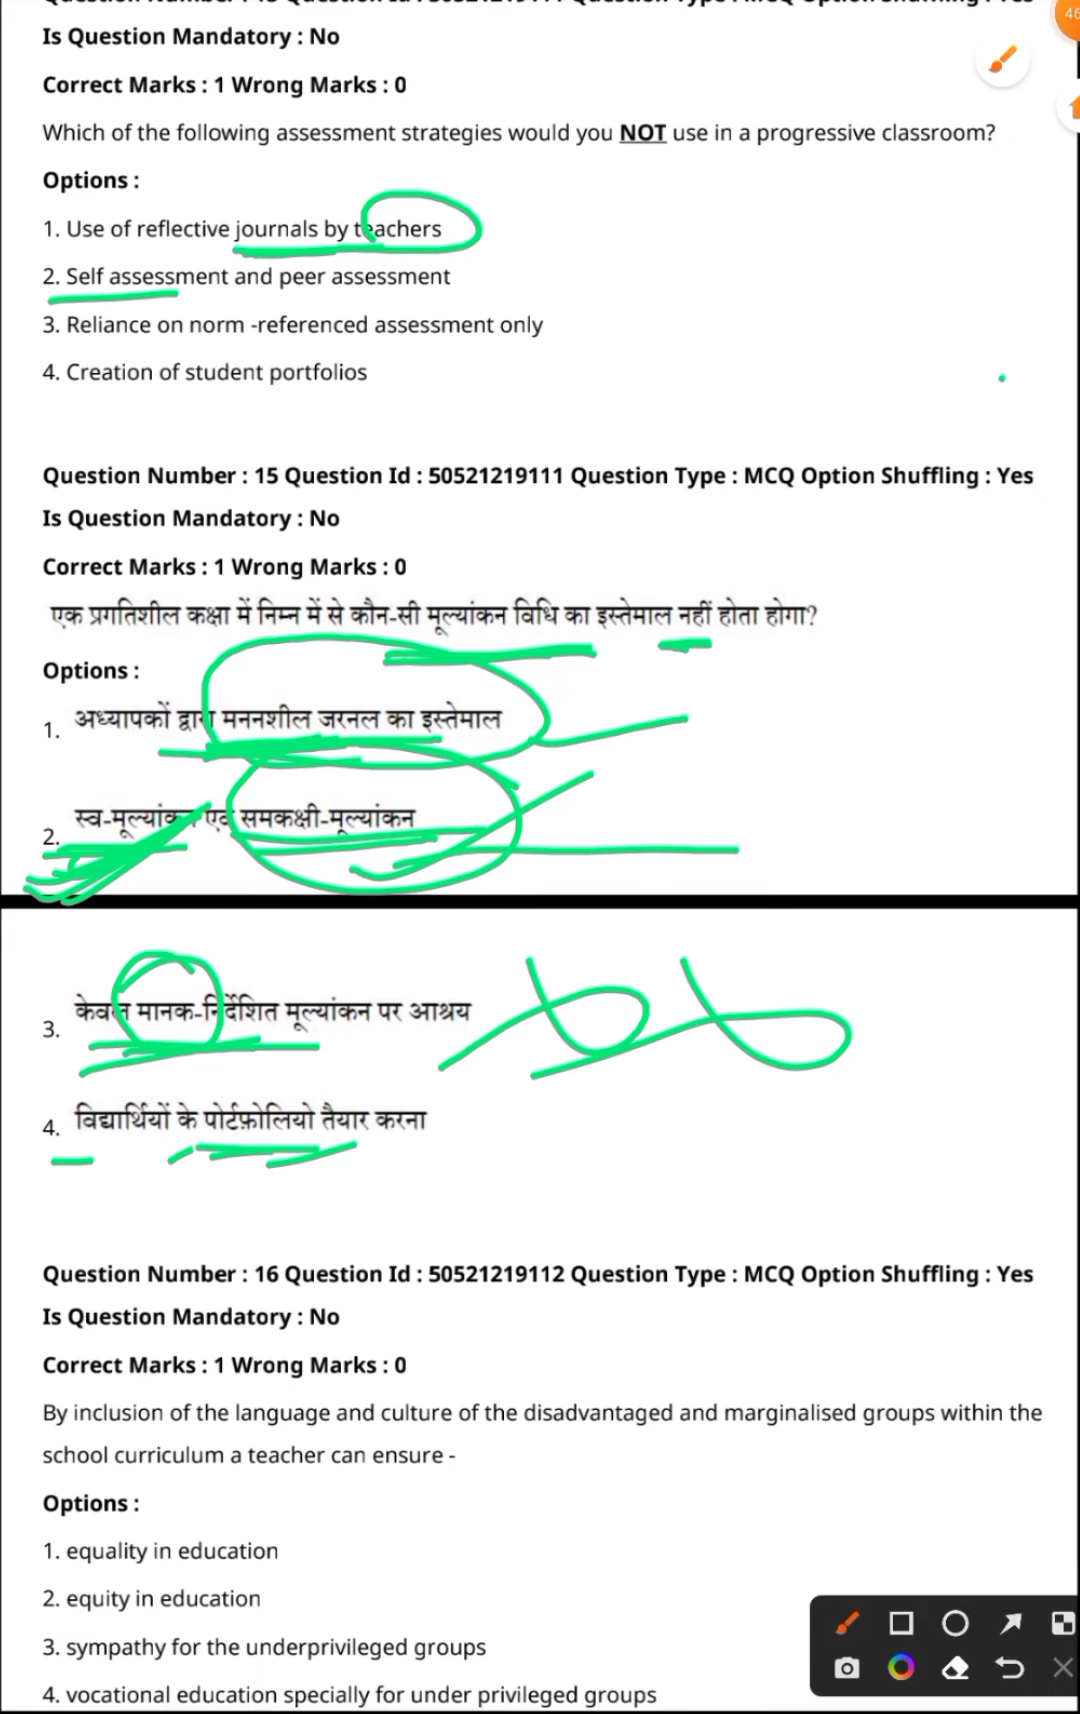 Is Question Mandatory : No
Correct Marks : 1 Wrong Marks : 0
Which of the following assessment strategies would you NOT use in a progressive classroom?
Options :
1. Use of reflective journals by teachers
2. Self assessment and peer assessment
3. Reliance on norm -referenced assessment only
4. Creation of student portfolios
Question Number : 15 Question Id : 50521219111 Question Type : MCQ Option Shuffling : Yes
Is Question Mandatory : No
Correct Marks : 1 Wrong Marks : 0
एक प्रगतिशील कक्षा में निम्न में से कौन-सी मूल्यांकन विधि का इस्तेमाल नहीं होता होगा?
Options :
1. अध्यापकों द्वारा मननशील जरनल का इस्तेमाल
2. स्व-मूल्यांकन एवं समकक्षी-मूल्यांकन
3. केवल मानक-निर्देशित मूल्यांकन पर आश्रय
4. विद्यार्थियों के पोर्टफ़ोलियो तैयार करना
Question Number : 16 Question Id : 50521219112 Question Type : MCQ Option Shuffling : Yes
Is Question Mandatory : No
Correct Marks : 1 Wrong Marks : 0
By inclusion of the language and culture of the disadvantaged and marginalised groups within the
school curriculum a teacher can ensure -
Options :
1. equality in education
2. equity in education
3. sympathy for the underprivileged groups
4. vocational education specially for under privileged groups